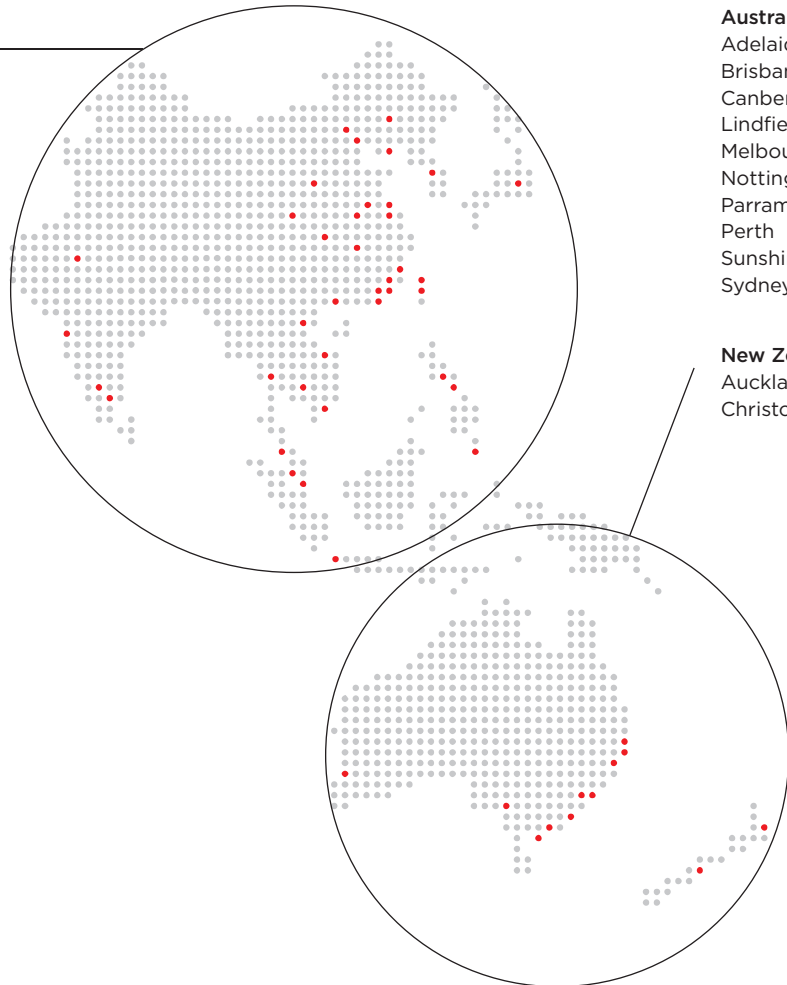 Austra
Adelaid
Brisban
Canber
Lindfie
Melbou
Notting
Parram
Perth
Sunshi
Sydney
New Ze
Auckla
Christc